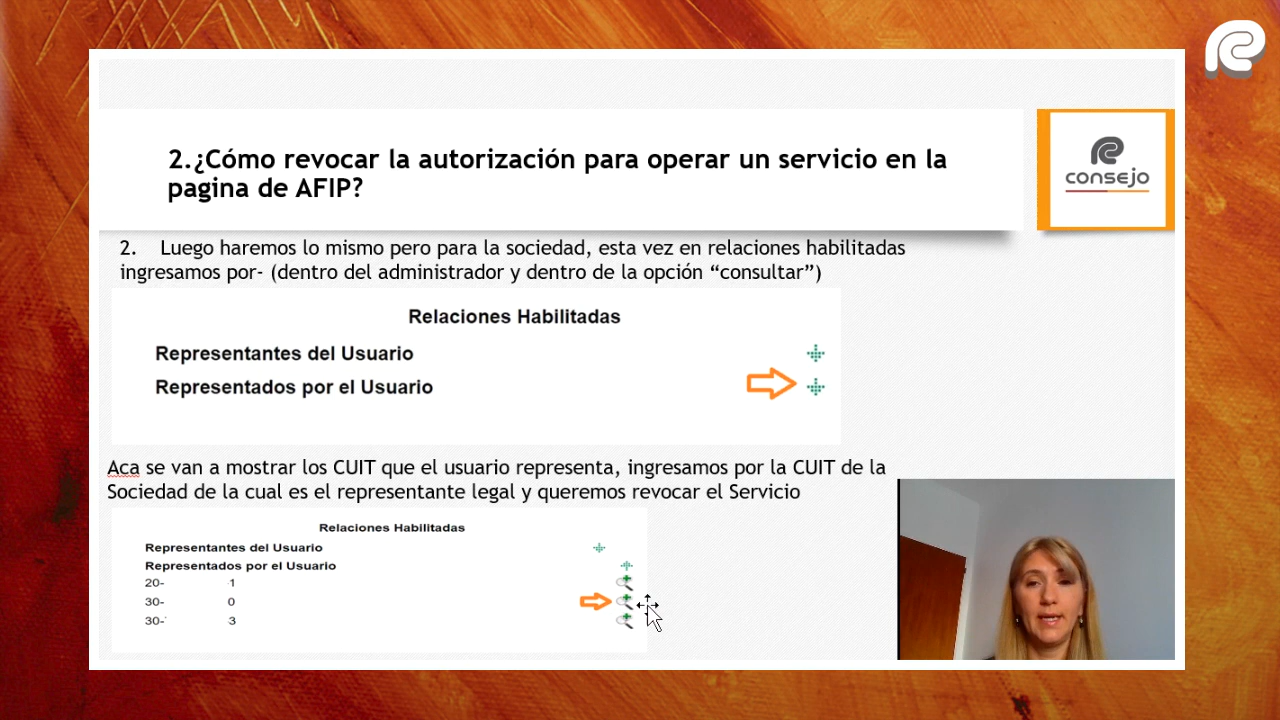 2.¿Cómo revocar la autorización para operar un servicio en la
pagina de AFIP?
consejo
2. Luego haremos lo mismo pero para la sociedad, esta vez en relaciones habilitadas
ingresamos por- (dentro del administrador y dentro de la opción “consultar”)
Relaciones Habilitadas
Representantes del Usuario
Representados por el Usuario
Aca se van a mostrar los CUIT que el usuario representa, ingresamos por la CUIT de la
Sociedad de la cual es el representante legal y queremos revocar el Servicio
Relaciones Habilitadas
Representantes del Usuario
Representados por el Usuario
20- 1
30- 0
30- 3